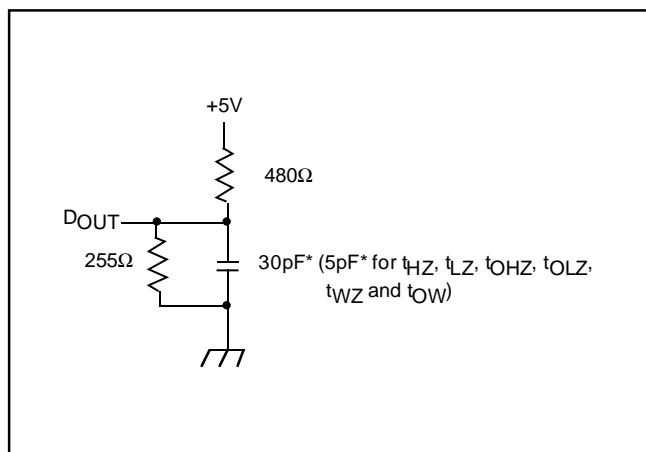 +5V
480Ω
DOUT
255Ω
30pF* (5pF* for tHZ, tLZ, tOHZ, tOLZ,
tWZ and tOW)